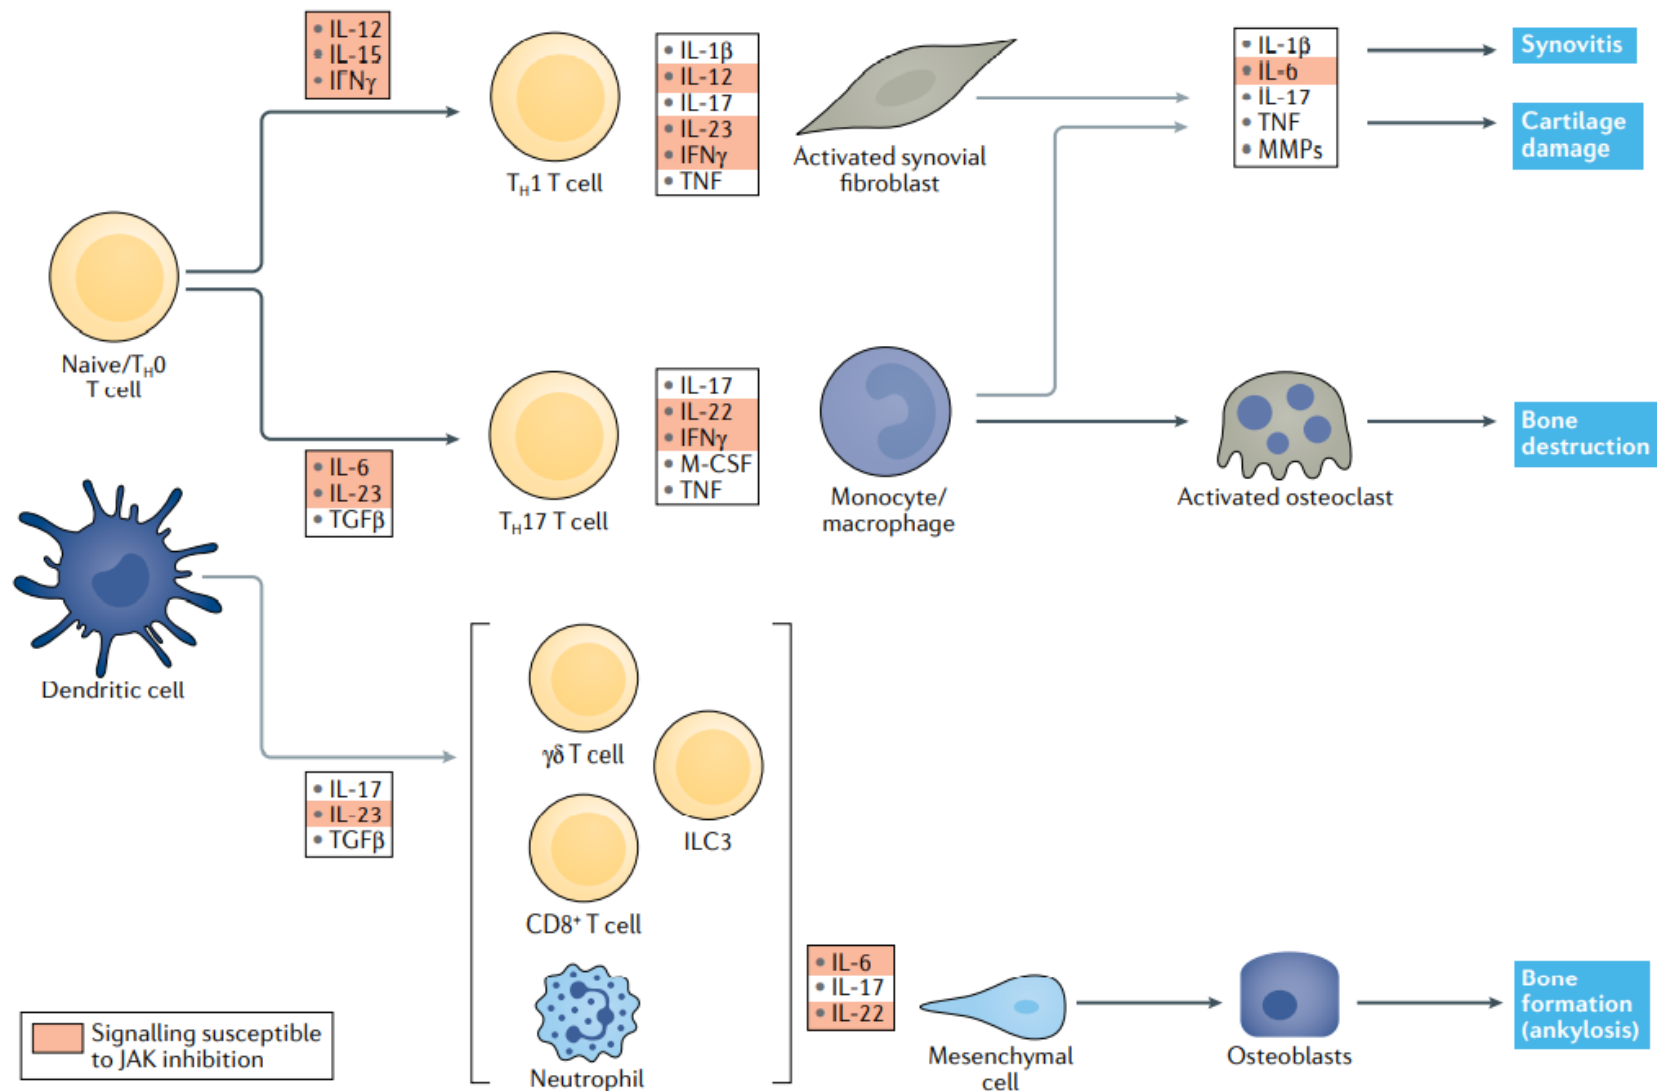 • IL-12
• IL-15
• IFNγ
• IL-1β
• IL-12
• IL-17
• IL-23
• IFNγ
• TNF
• IL-1β
• IL-6
• IL-17
• TNF
• MMPs
Synovitis
Cartilage
damage
T_H1 T cell
Activated synovial
fibroblast
Naive/T_H0
T cell
• IL-6
• IL-23
• TGFβ
• IL-17
• IL-22
• IFNγ
• M-CSF
• TNF
T_H17 T cell
Monocyte/
macrophage
Activated osteoclast
Bone
destruction
Dendritic cell
• IL-17
• IL-23
• TGFβ
γδ T cell
ILC3
CD8⁺ T cell
Neutrophil
• IL-6
• IL-17
• IL-22
Mesenchymal
cell
Osteoblasts
Bone
formation
(ankylosis)
Signalling susceptible
to JAK inhibition